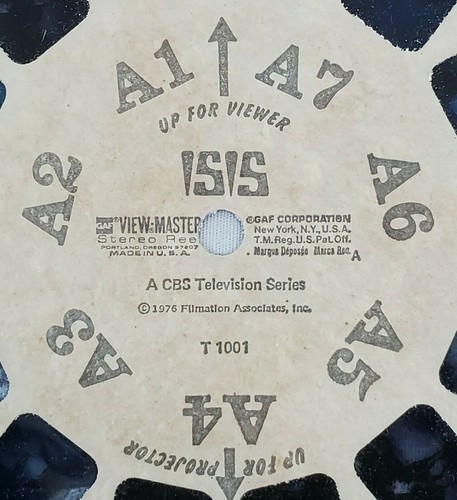 A1
A7
UP FOR VIEWER
ISIS
A2
A6
GAF ®VIEW-MASTER
Stereo Reel
PORTLAND, OREGON 97207
MADE IN U.S.A.
©GAF CORPORATION
New York, N.Y., U.S.A.
T.M. Reg. U.S. Pat. Off.
Marque Déposée Marca Reg. A
A CBS Television Series
© 1976 Filmation Associates, Inc.
T 1001
A3
A5
A4
UP FOR PROJECTOR